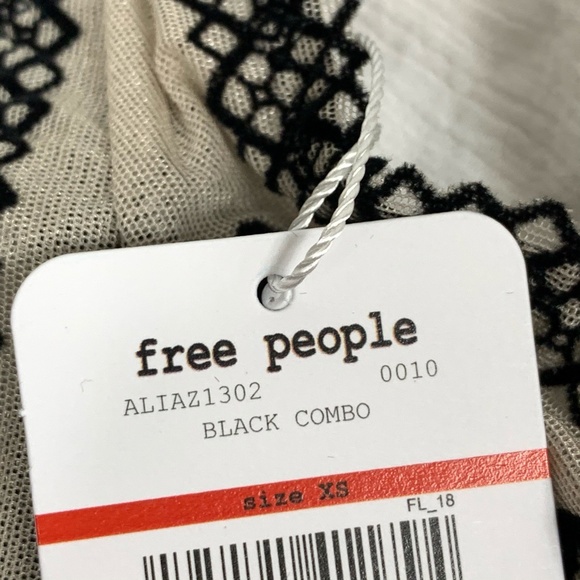 free people
ALIAZ1302 0010
BLACK COMBO
size XS
FL_18